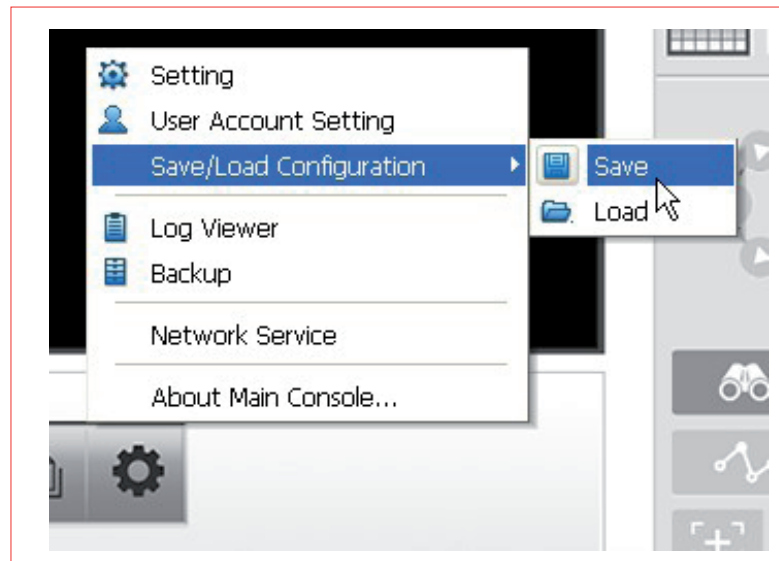 Setting
User Account Setting
Save/Load Configuration
Save
Load
Log Viewer
Backup
Network Service
About Main Console...